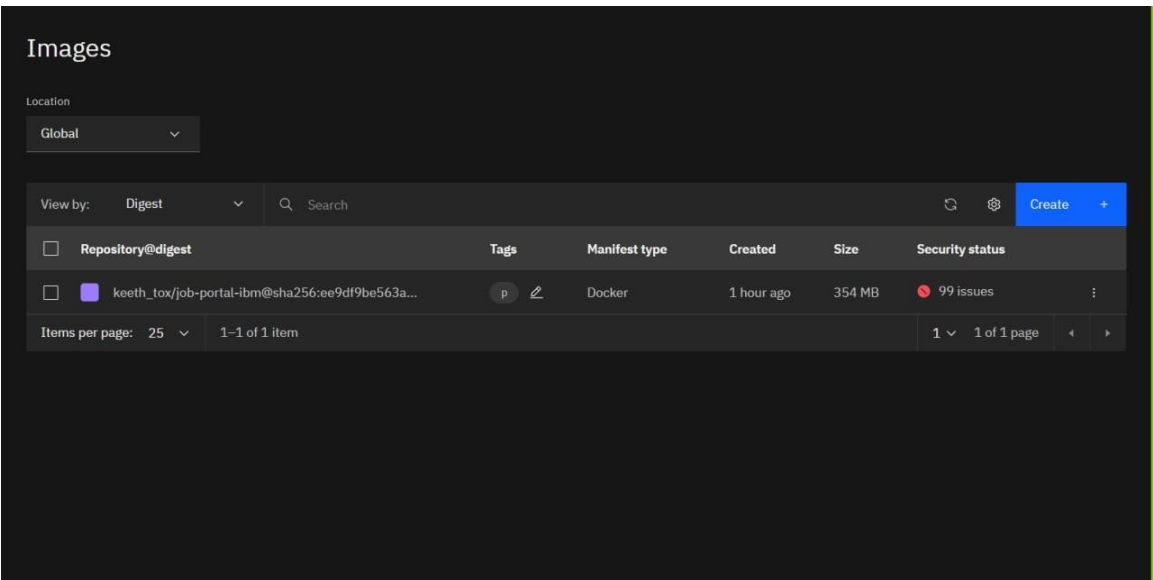 Images
Location
Global
View by: Digest Search Create +
Repository@digest Tags Manifest type Created Size Security status
keeth_tox/job-portal-ibm@sha256:ee9df9be563a... p Docker 1 hour ago 354 MB 99 issues
Items per page: 25 1–1 of 1 item 1 1 of 1 page